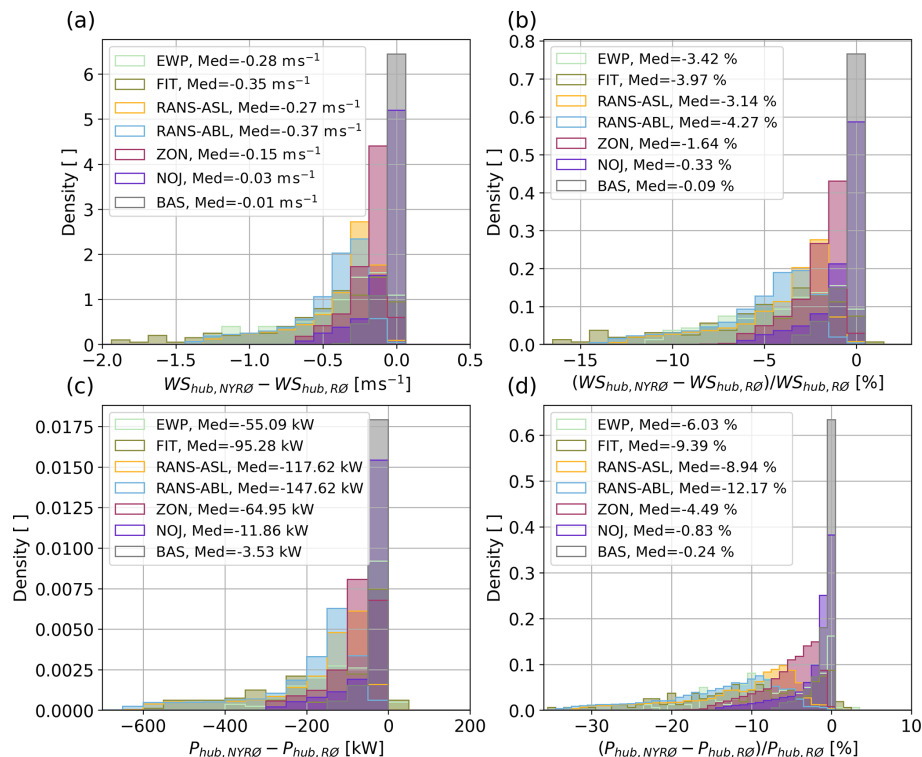 (a)
Density [ ]
6
5
4
3
2
1
0
EWP, Med=-0.28 ms⁻¹
FIT, Med=-0.35 ms⁻¹
RANS-ASL, Med=-0.27 ms⁻¹
RANS-ABL, Med=-0.37 ms⁻¹
ZON, Med=-0.15 ms⁻¹
NOJ, Med=-0.03 ms⁻¹
BAS, Med=-0.01 ms⁻¹
−2.0 −1.5 −1.0 −0.5 0.0 0.5
WS_hub,NYRØ − WS_hub,RØ [ms⁻¹]
(b)
Density [ ]
0.8
0.7
0.6
0.5
0.4
0.3
0.2
0.1
0.0
EWP, Med=-3.42 %
FIT, Med=-3.97 %
RANS-ASL, Med=-3.14 %
RANS-ABL, Med=-4.27 %
ZON, Med=-1.64 %
NOJ, Med=-0.33 %
BAS, Med=-0.09 %
−15 −10 −5 0
(WS_hub,NYRØ − WS_hub,RØ)/WS_hub,RØ [%]
(c)
Density [ ]
0.0175
0.0150
0.0125
0.0100
0.0075
0.0050
0.0025
0.0000
EWP, Med=-55.09 kW
FIT, Med=-95.28 kW
RANS-ASL, Med=-117.62 kW
RANS-ABL, Med=-147.62 kW
ZON, Med=-64.95 kW
NOJ, Med=-11.86 kW
BAS, Med=-3.53 kW
−600 −400 −200 0 200
P_hub,NYRØ − P_hub,RØ [kW]
(d)
Density [ ]
0.6
0.5
0.4
0.3
0.2
0.1
0.0
EWP, Med=-6.03 %
FIT, Med=-9.39 %
RANS-ASL, Med=-8.94 %
RANS-ABL, Med=-12.17 %
ZON, Med=-4.49 %
NOJ, Med=-0.83 %
BAS, Med=-0.24 %
−30 −20 −10 0 10
(P_hub,NYRØ − P_hub,RØ)/P_hub,RØ [%]